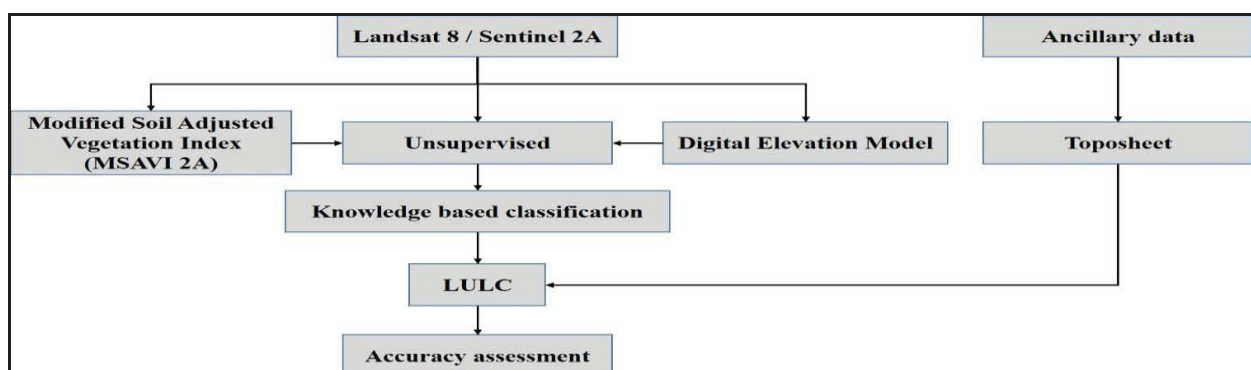 Landsat 8 / Sentinel 2A
Ancillary data
Modified Soil Adjusted
Vegetation Index
(MSAVI 2A)
Unsupervised
Digital Elevation Model
Toposheet
Knowledge based classification
LULC
Accuracy assessment